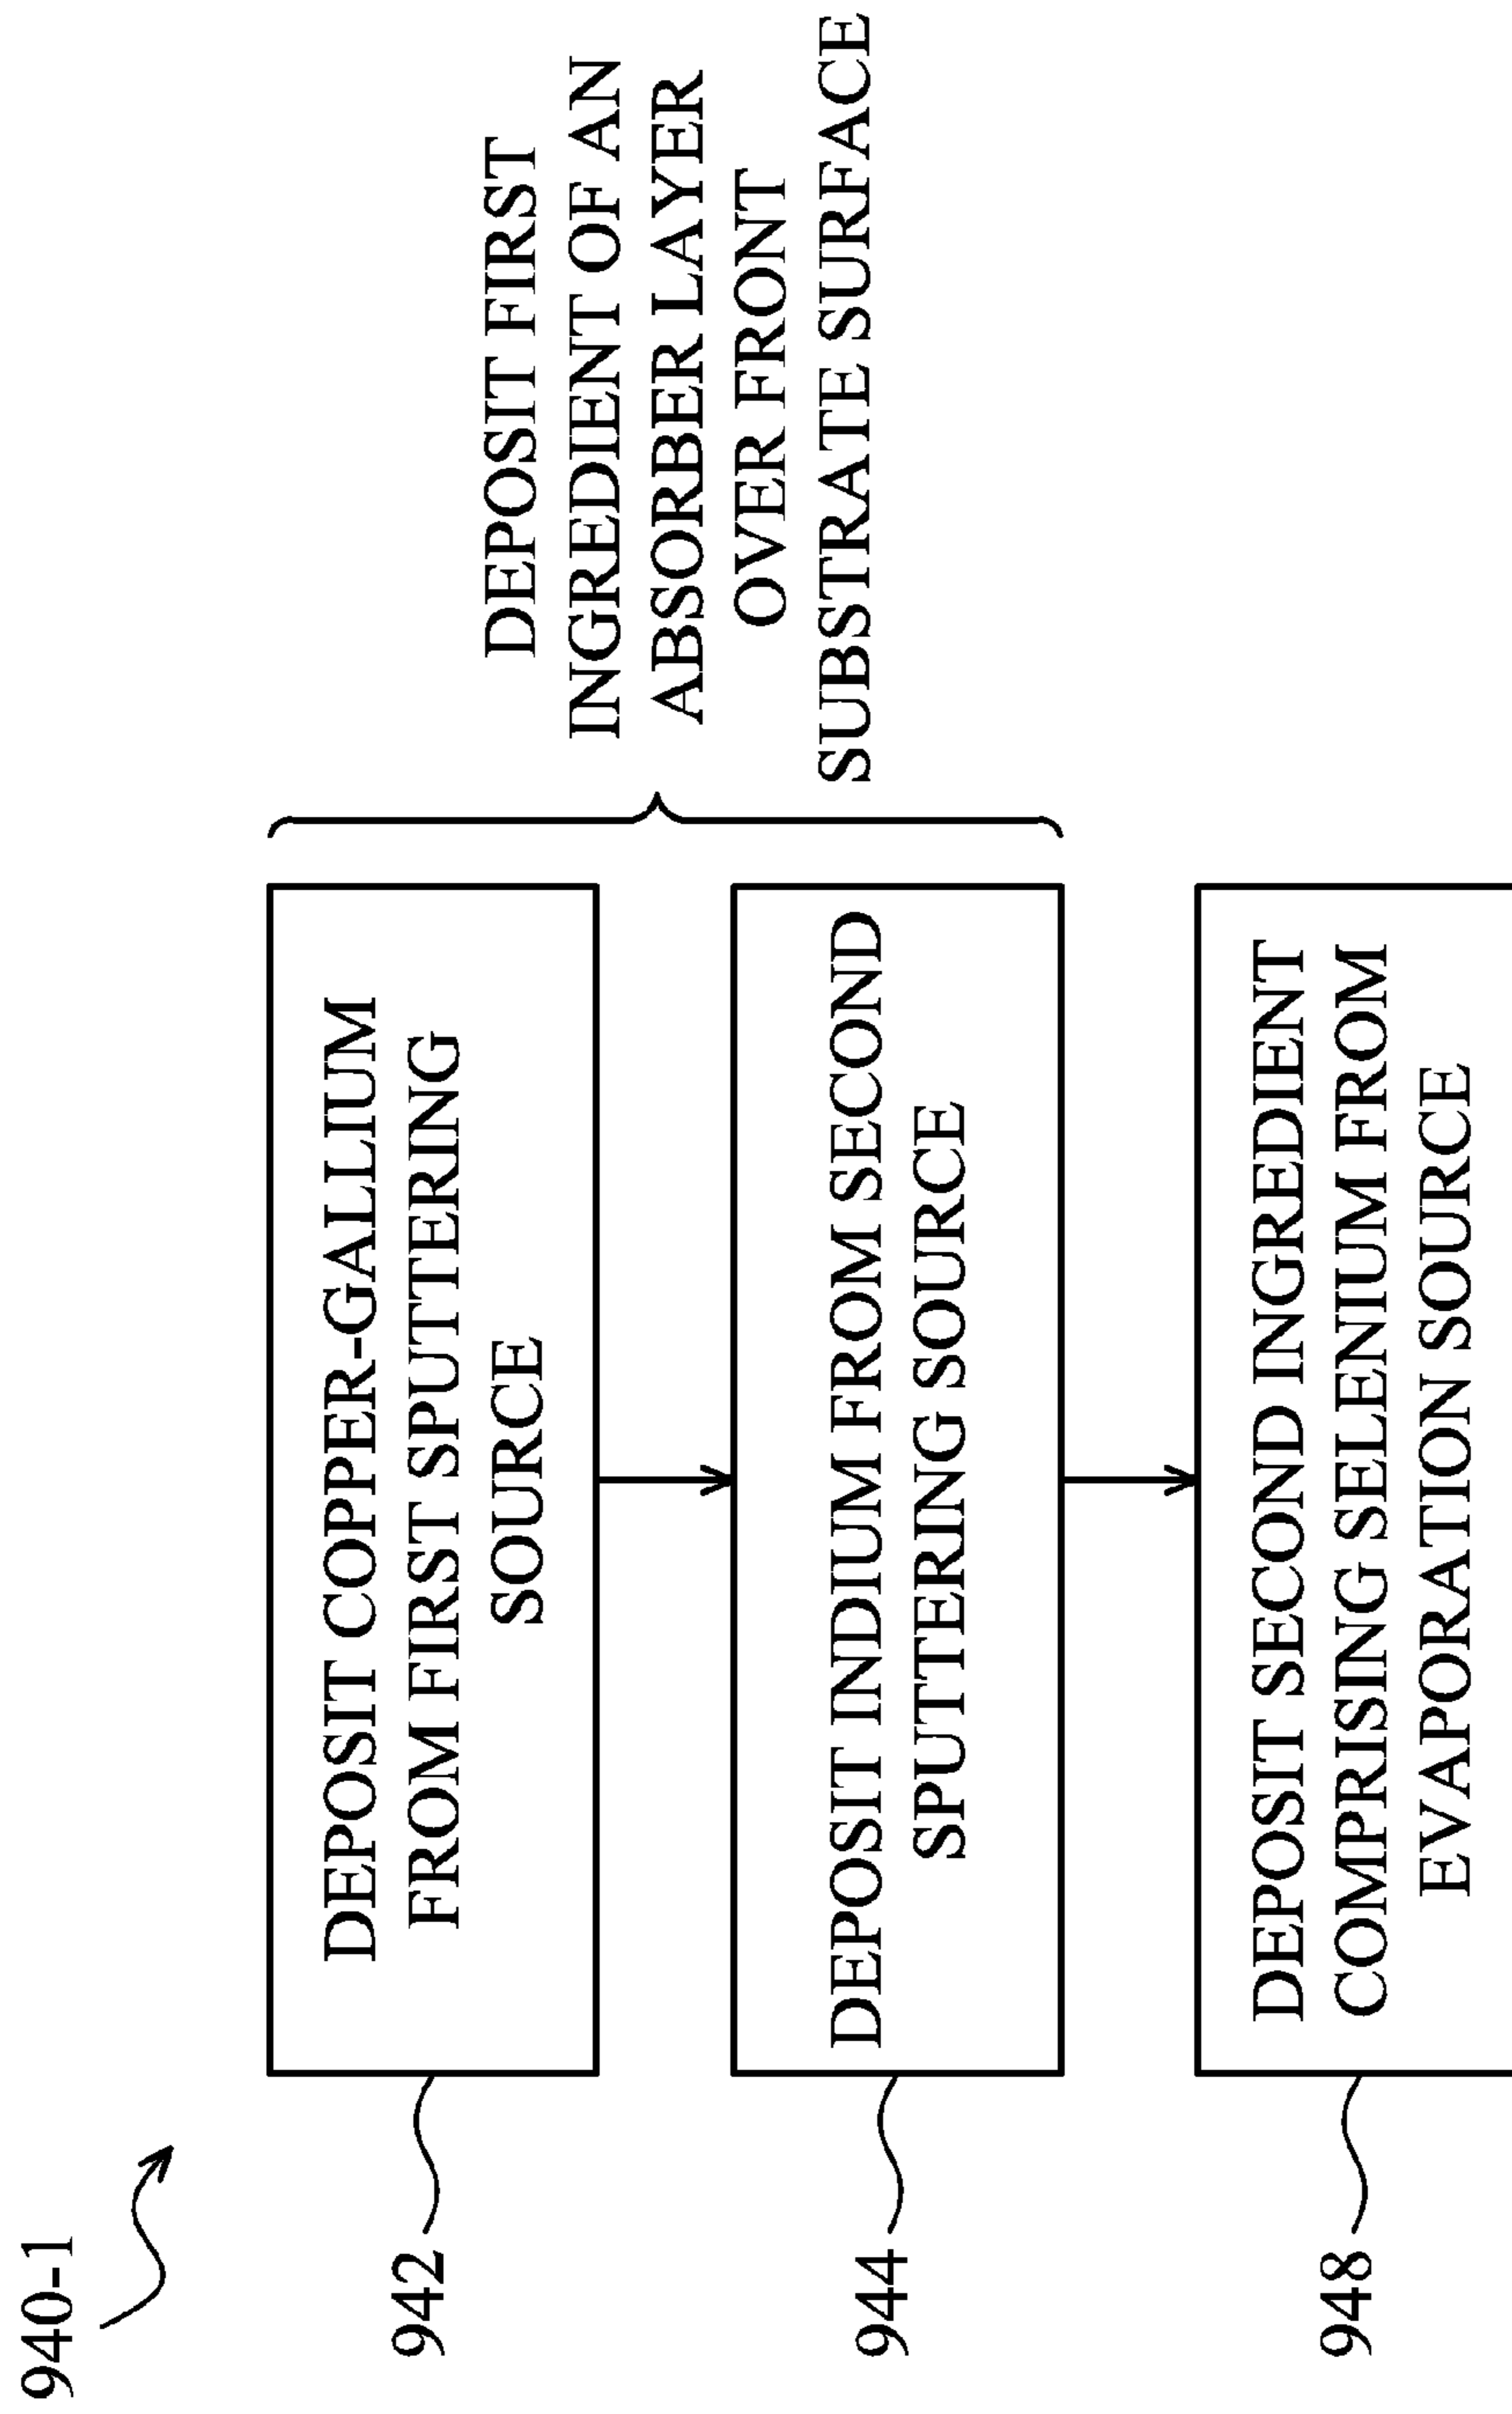 940-1
942
DEPOSIT COPPER-GALLIUM
FROM FIRST SPUTTERING
SOURCE
DEPOSIT FIRST
INGREDIENT OF AN
ABSORBER LAYER
OVER FRONT
SUBSTRATE SURFACE
944
DEPOSIT INDIUM FROM SECOND
SPUTTERING SOURCE
948
DEPOSIT SECOND INGREDIENT
COMPRISING SELENIUM FROM
EVAPORATION SOURCE